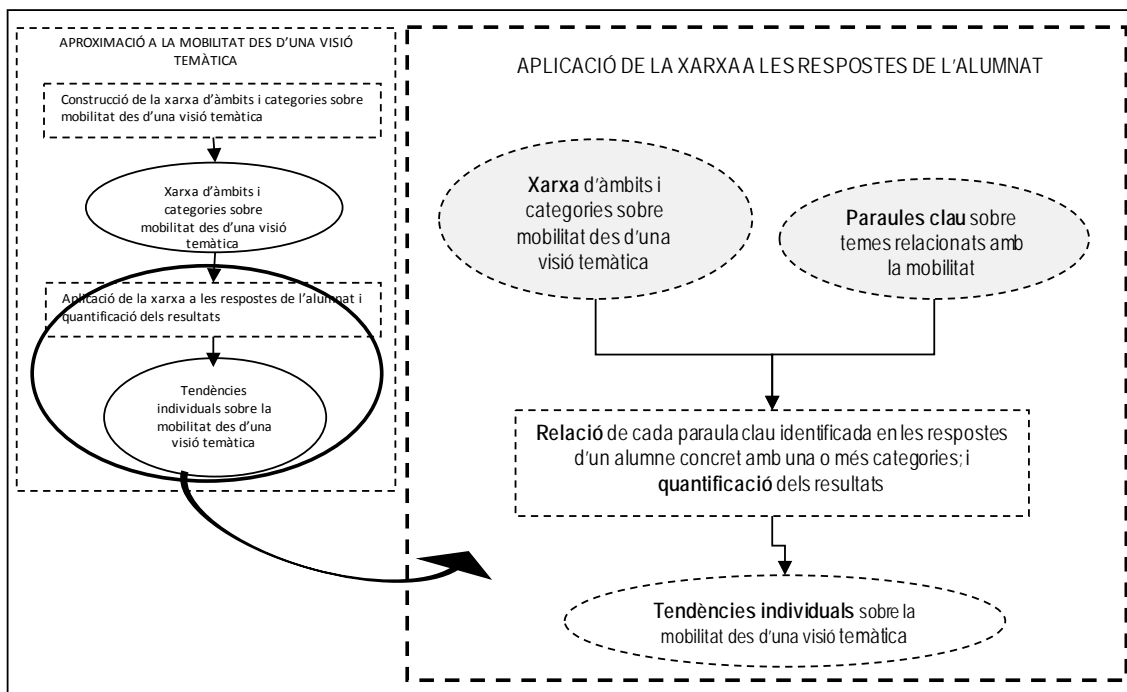 APROXIMACIÓ A LA MOBILITAT DES D'UNA VISIÓ
TEMÀTICA
Construcció de la xarxa d'àmbits i categories sobre
mobilitat des d'una visió temàtica
Xarxa d'àmbits i
categories sobre
mobilitat des d'una visió
temàtica
Aplicació de la xarxa a les respostes de l'alumnat i
quantificació dels resultats
Tendències
individuals sobre la
mobilitat des d'una
visió temàtica
APLICACIÓ DE LA XARXA A LES RESPOSTES DE L'ALUMNAT
Xarxa d'àmbits i
categories sobre
mobilitat des d'una
visió temàtica
Paraules clau sobre
temes relacionats amb
la mobilitat
Relació de cada paraula clau identificada en les respostes
d'un alumne concret amb una o més categories; i
quantificació dels resultats
Tendències individuals sobre la
mobilitat des d'una visió temàtica